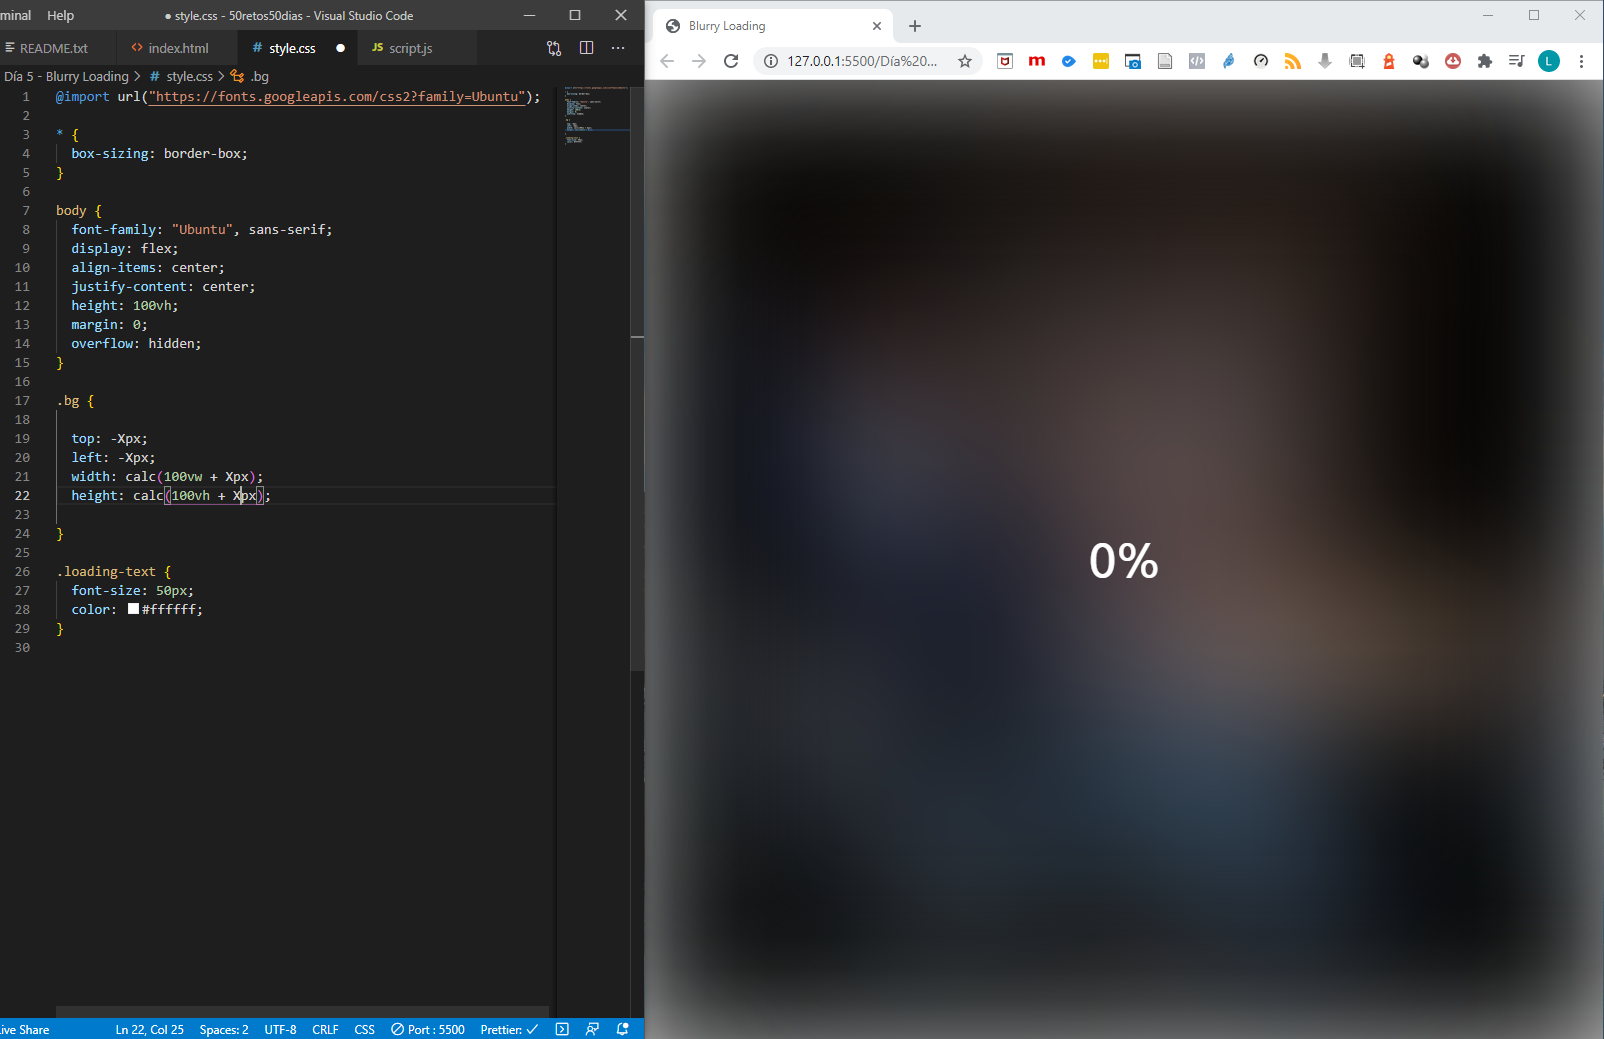 minal Help ● style.css - 50retos50dias - Visual Studio Code
README.txt <> index.html # style.css ● JS script.js ...
Día 5 - Blurry Loading > # style.css > .bg
1 @import url("https://fonts.googleapis.com/css2?family=Ubuntu");
2
3 * {
4 box-sizing: border-box;
5 }
6
7 body {
8 font-family: "Ubuntu", sans-serif;
9 display: flex;
10 align-items: center;
11 justify-content: center;
12 height: 100vh;
13 margin: 0;
14 overflow: hidden;
15 }
16
17 .bg {
18
19 top: -Xpx;
20 left: -Xpx;
21 width: calc(100vw + Xpx);
22 height: calc(100vh + Xpx);
23
24 }
25
26 .loading-text {
27 font-size: 50px;
28 color: #ffffff;
29 }
30
ive Share Ln 22, Col 25 Spaces: 2 UTF-8 CRLF CSS Port : 5500 Prettier: ✓
Blurry Loading
127.0.0.1:5500/Día%20...
m
L
0%